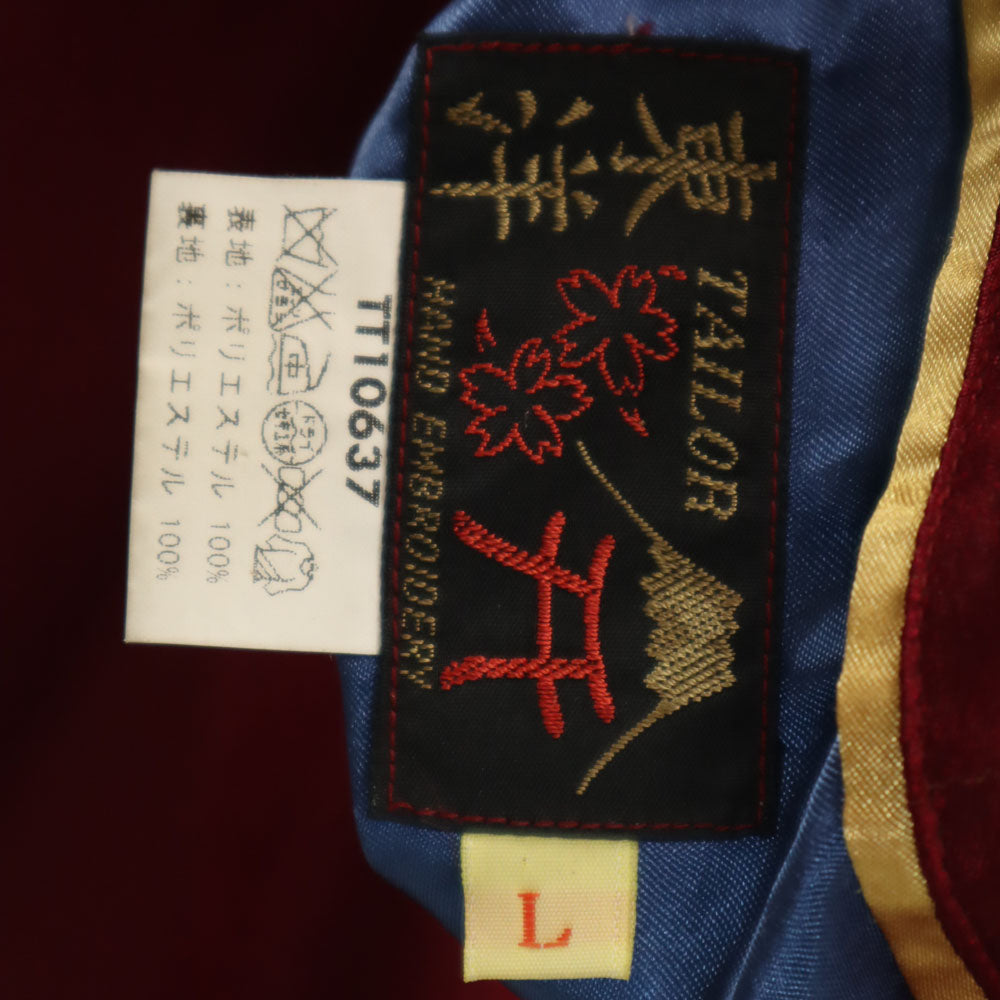 東洋
TAILOR
HAND EMBROIDERY
TT10637
表地：ポリエステル 100%
裏地：ポリエステル 100%
L